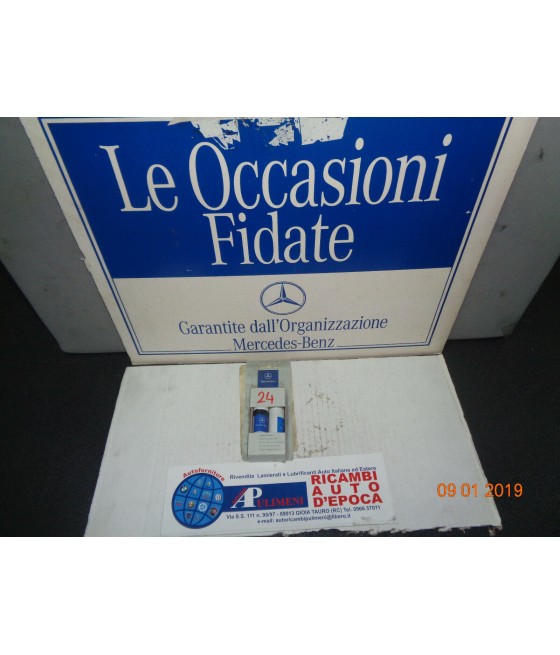 Le Occasioni
Fidate
Garantite dall'Organizzazione
Mercedes-Benz
24
Autoforniture
Rivendita Lamierati e Lubrificanti Auto Italiane ed Estere
AP ULIMENI
RICAMBI
AUTO
D'EPOCA
Via S.S. 111 n. 95/97 - 89013 GIOIA TAURO (RC) Tel. 0966.57011
e-mail: autoricambipulimeni@libero.it
09 01 2019